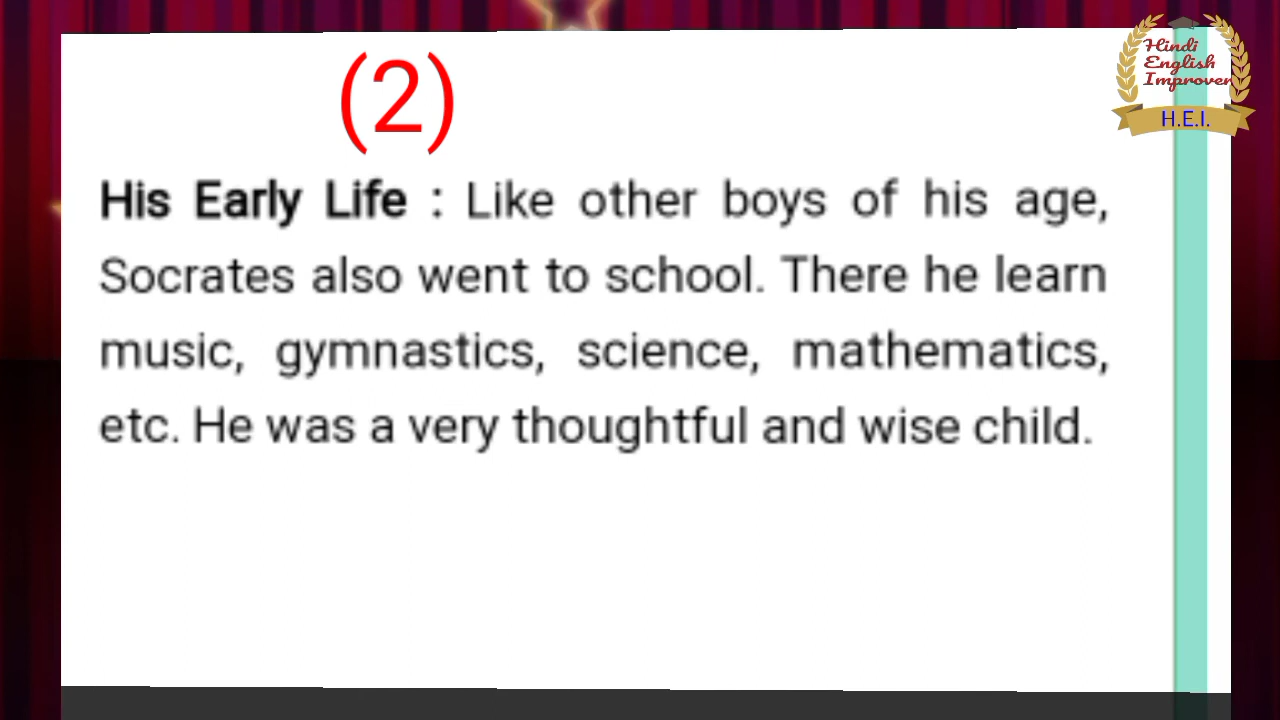 (2)
Hindi
English
Improver
H.E.I.
His Early Life : Like other boys of his age,
Socrates also went to school. There he learn
music, gymnastics, science, mathematics,
etc. He was a very thoughtful and wise child.